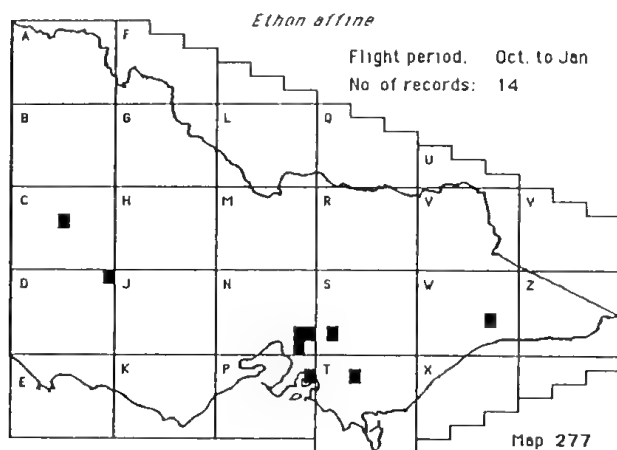 Ethon affine
Flight period. Oct. to Jan
No of records: 14
A F
B G L Q
U
C H M R V Y
D J N S W Z
E K P T X
Map 277